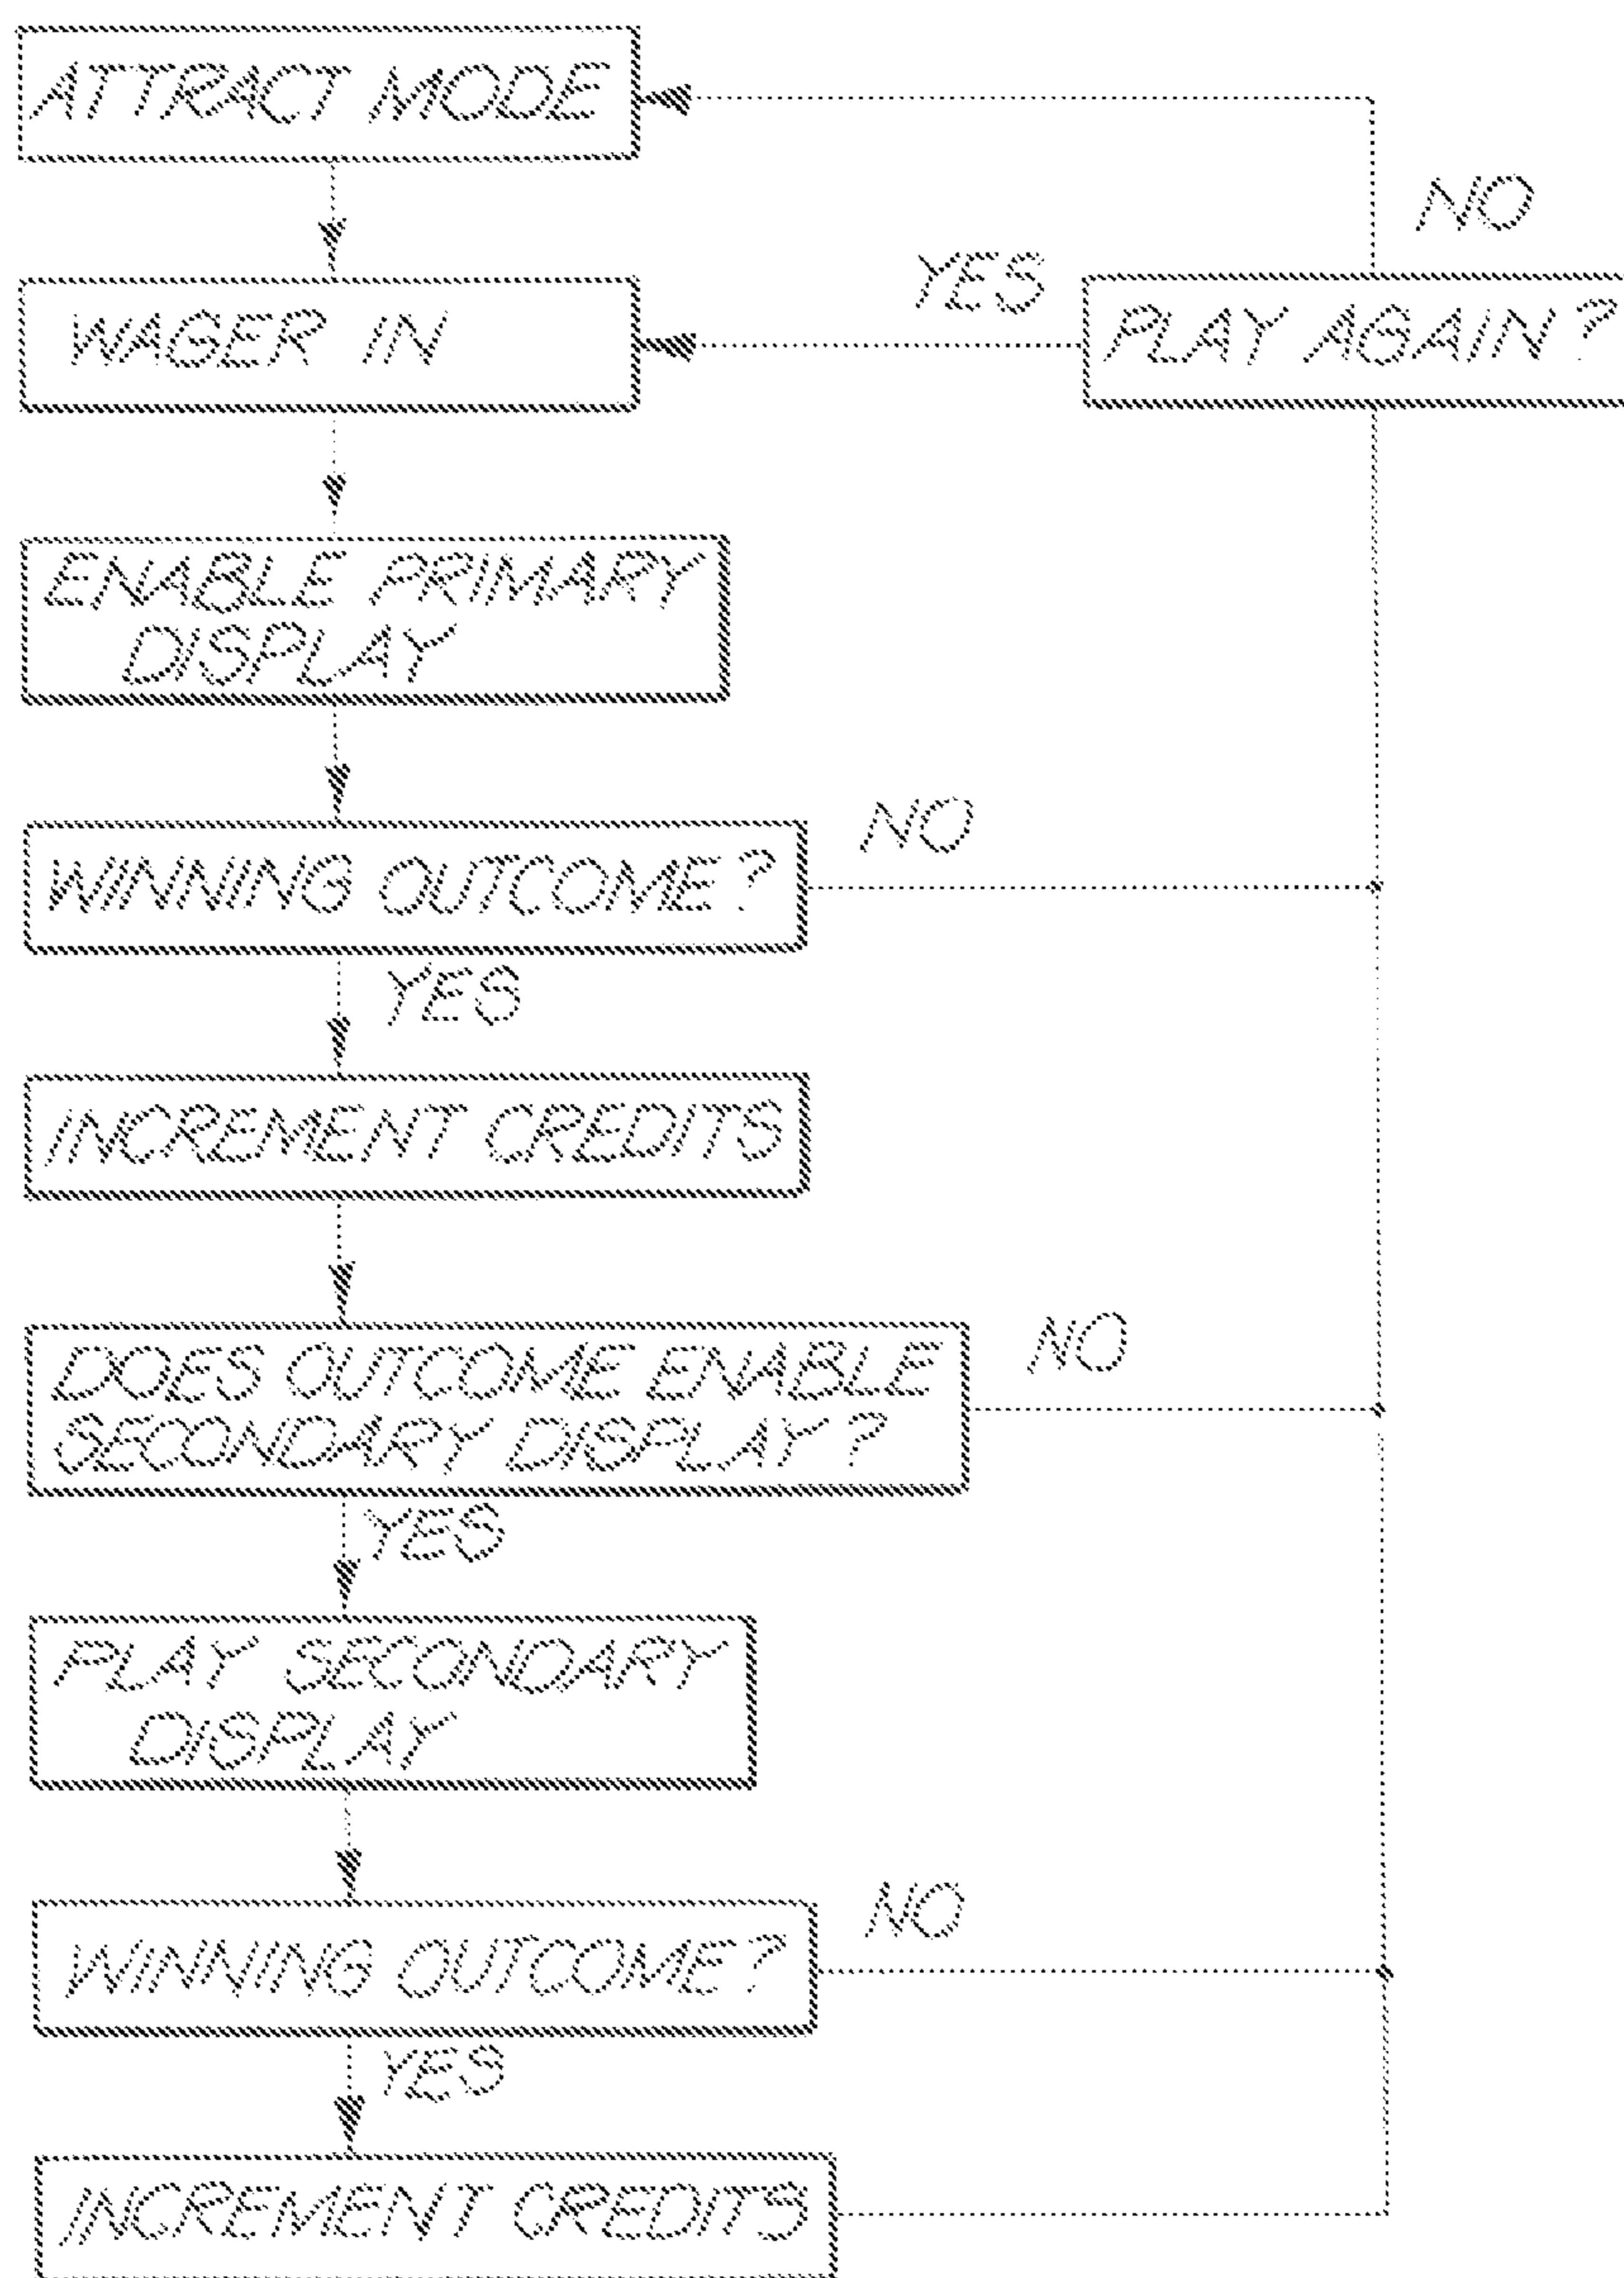 ATTRACT MODE
NO
YES
WAGER IN
PLAY AGAIN?
ENABLE PRIMARY
DISPLAY
NO
WINNING OUTCOME?
YES
INCREMENT CREDITS
NO
DOES OUTCOME ENABLE
SECONDARY DISPLAY?
YES
PLAY SECONDARY
DISPLAY
NO
WINNING OUTCOME?
YES
INCREMENT CREDITS